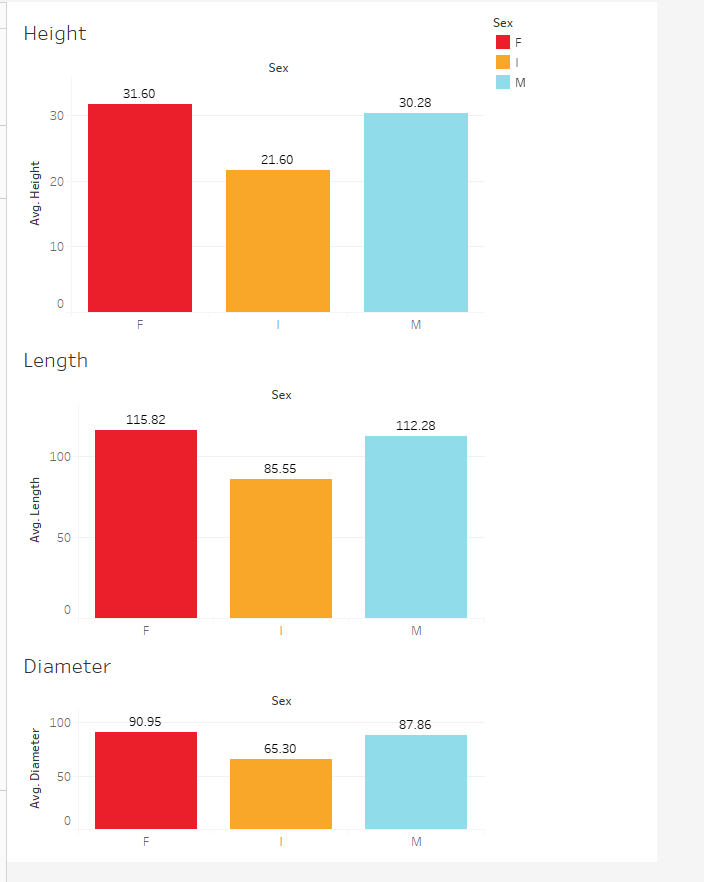 Height
Sex
31.60
21.60
30.28
30
20
10
0
Avg. Height
F
I
M
Length
Sex
115.82
85.55
112.28
100
50
0
Avg. Length
F
I
M
Diameter
Sex
90.95
65.30
87.86
100
50
0
Avg. Diameter
F
I
M
Sex
F
I
M